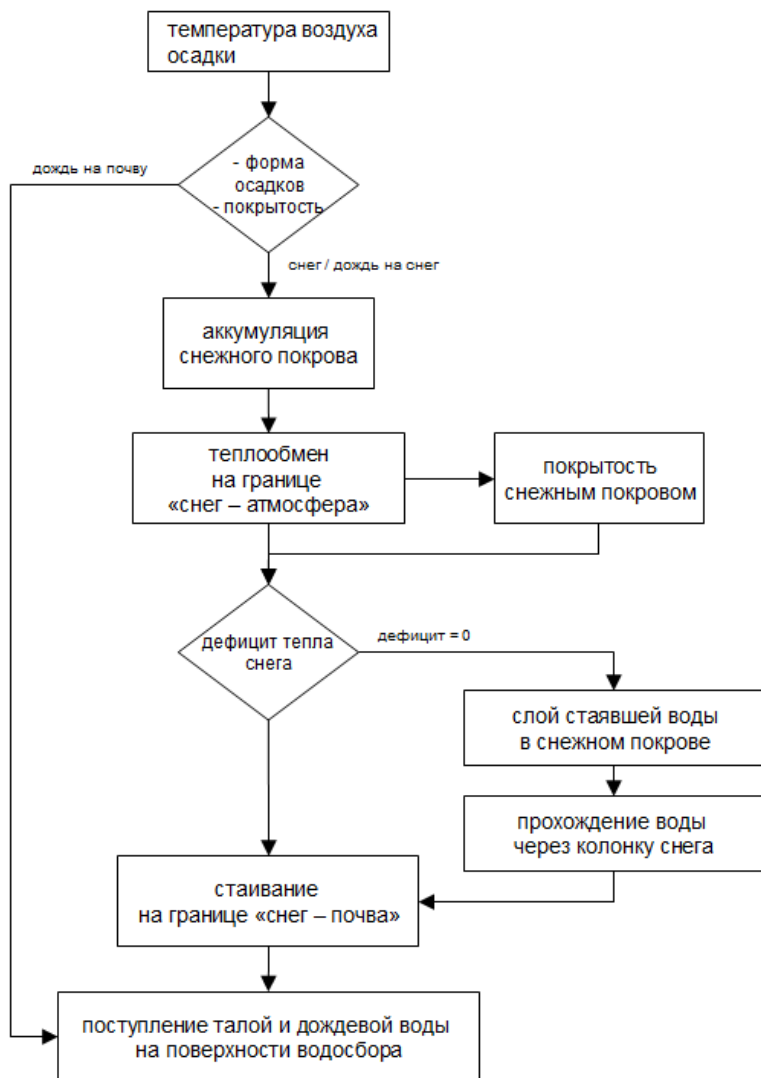 температура воздуха
осадки
дождь на почву
- форма
осадков
- покрытость
снег / дождь на снег
аккумуляция
снежного покрова
теплообмен
на границе
«снег – атмосфера»
покрытость
снежным покровом
дефицит тепла
снега
дефицит = 0
слой стаявшей воды
в снежном покрове
прохождение воды
через колонку снега
стаивание
на границе «снег – почва»
поступление талой и дождевой воды
на поверхности водосбора